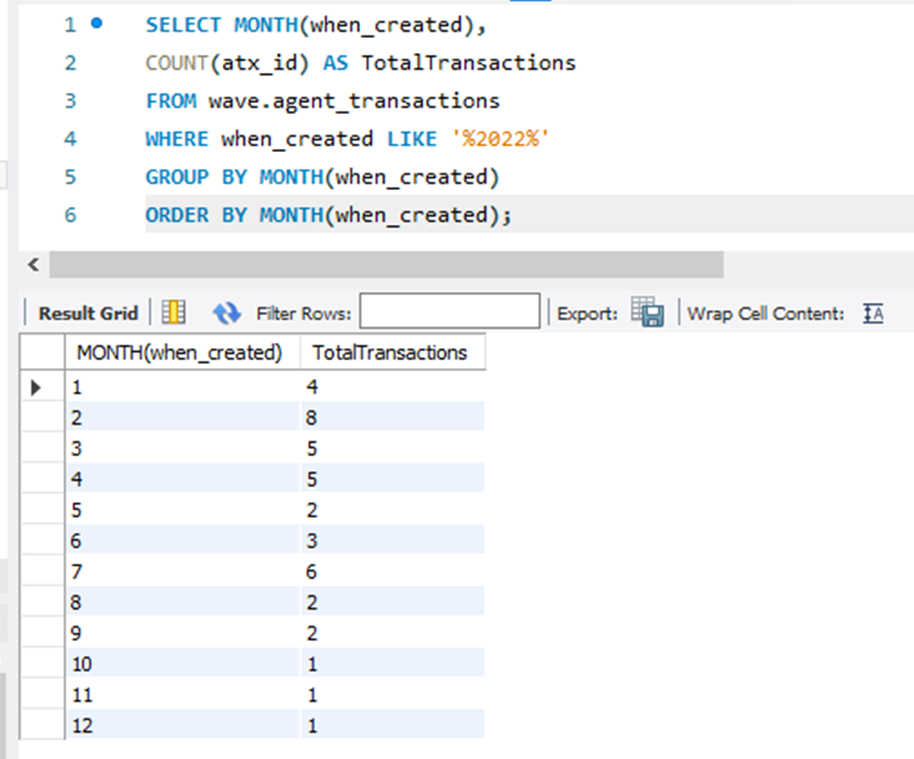 1 SELECT MONTH(when_created),
2 COUNT(atx_id) AS TotalTransactions
3 FROM wave.agent_transactions
4 WHERE when_created LIKE '%2022%'
5 GROUP BY MONTH(when_created)
6 ORDER BY MONTH(when_created);
Result Grid Filter Rows: Export: Wrap Cell Content: IA
MONTH(when_created) TotalTransactions
1 4
2 8
3 5
4 5
5 2
6 3
7 6
8 2
9 2
10 1
11 1
12 1